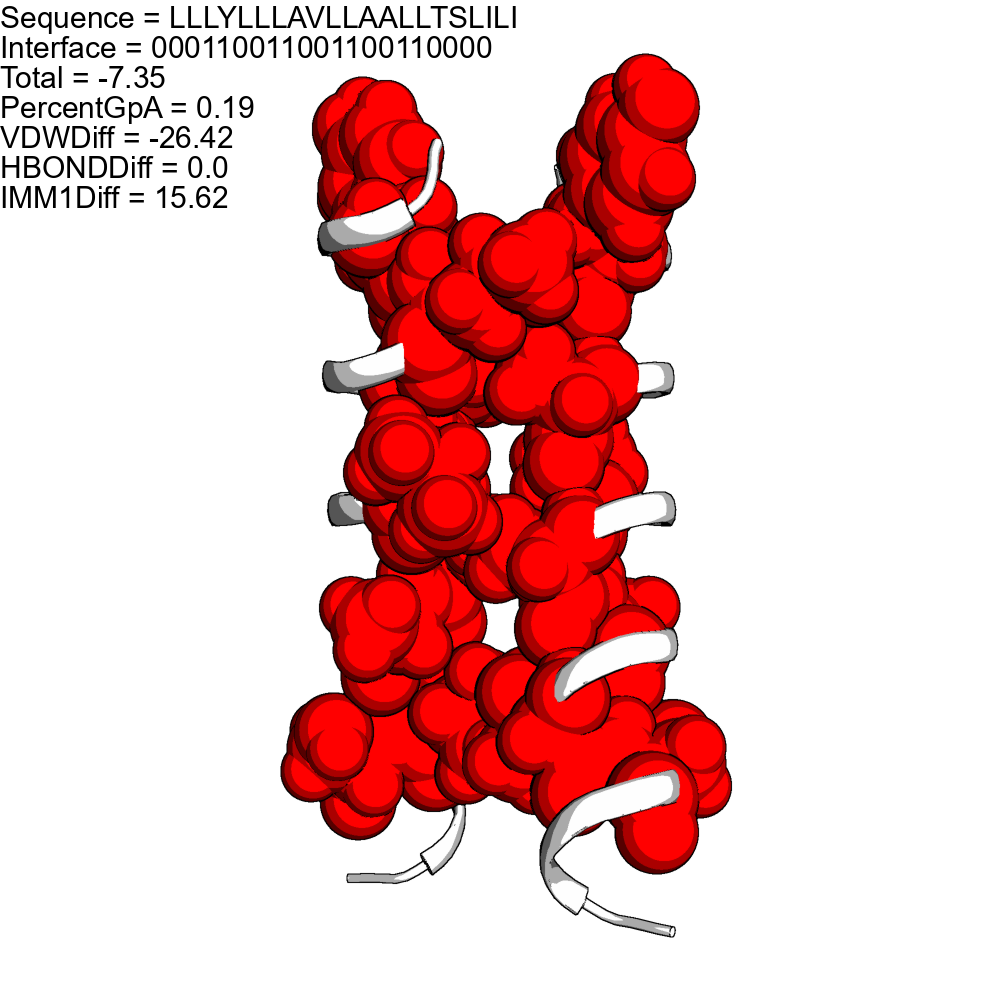 Sequence = LLLYLLLAVLLAALLTSLILI
Interface = 000110011001100110000
Total = -7.35
PercentGpA = 0.19
VDWDiff = -26.42
HBONDDiff = 0.0
IMM1Diff = 15.62